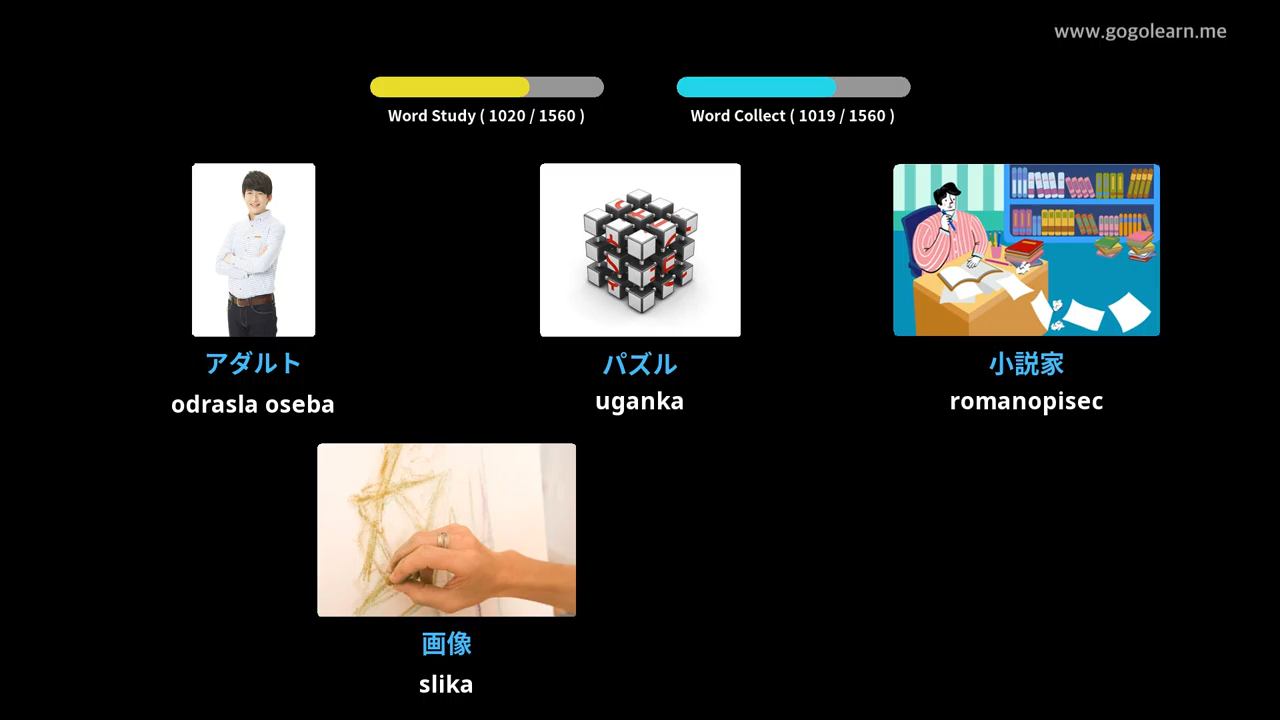 www.gogolearn.me
Word Study ( 1020 / 1560 )
Word Collect ( 1019 / 1560 )
アダルト
odrasla oseba
パズル
uganka
小説家
romanopisec
画像
slika